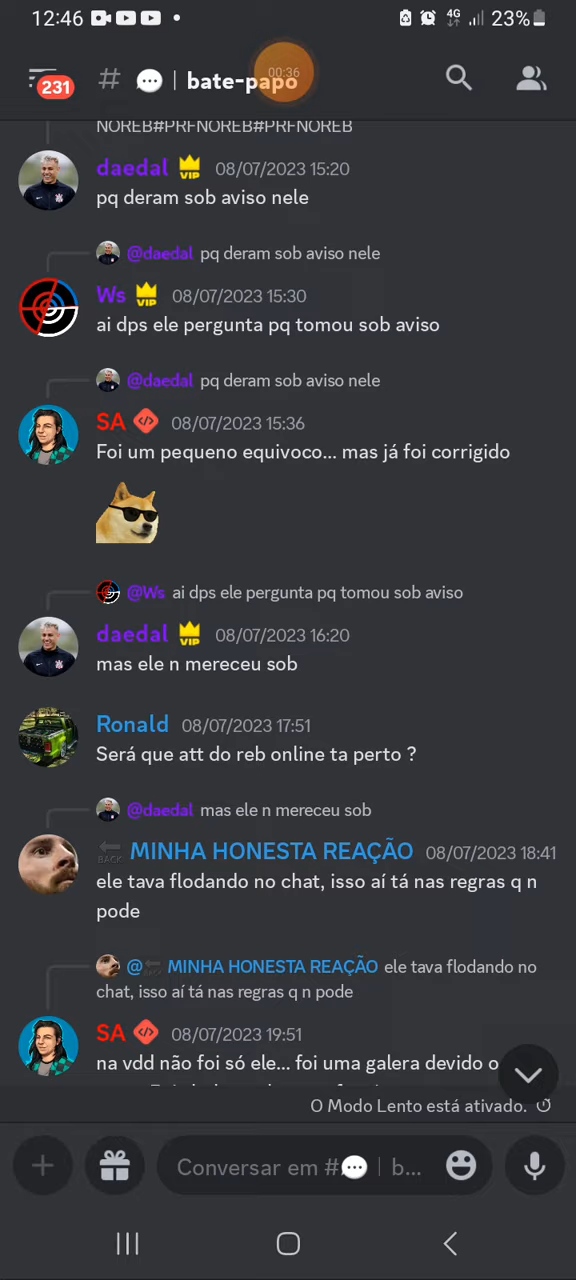 12:46 4G 23%
231 # 💬 | bate-papo 00:36
NOREB#PRFNOREB#PRFNOREB
daedal VIP 08/07/2023 15:20
pq deram sob aviso nele
@daedal pq deram sob aviso nele
Ws VIP 08/07/2023 15:30
ai dps ele pergunta pq tomou sob aviso
@daedal pq deram sob aviso nele
SA 08/07/2023 15:36
Foi um pequeno equivoco... mas já foi corrigido
@Ws ai dps ele pergunta pq tomou sob aviso
daedal VIP 08/07/2023 16:20
mas ele n mereceu sob
Ronald 08/07/2023 17:51
Será que att do reb online ta perto ?
@daedal mas ele n mereceu sob
BACK MINHA HONESTA REAÇÃO 08/07/2023 18:41
ele tava flodando no chat, isso aí tá nas regras q n
pode
@ MINHA HONESTA REAÇÃO ele tava flodando no
chat, isso aí tá nas regras q n pode
SA 08/07/2023 19:51
na vdd não foi só ele... foi uma galera devido o
O Modo Lento está ativado.
Conversar em #💬 | b...